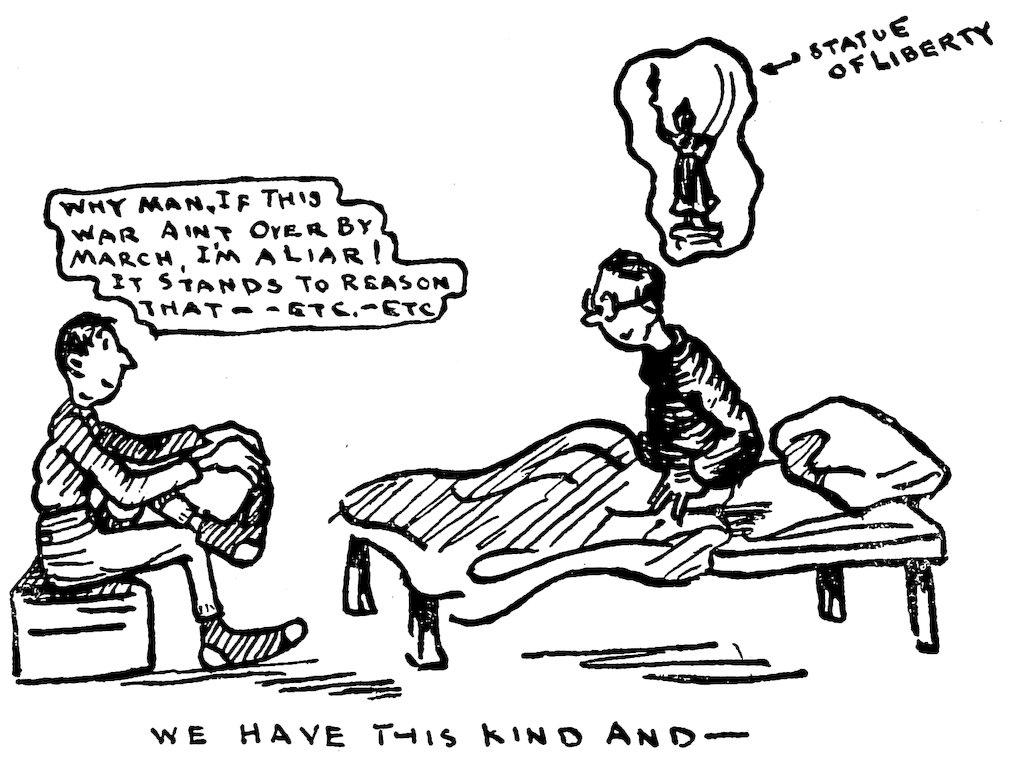 STATUE
OF LIBERTY
WHY MAN, IF THIS
WAR AINT OVER BY
MARCH, I'M A LIAR!
IT STANDS TO REASON
THAT - - ETC. - ETC
WE HAVE THIS KIND AND—